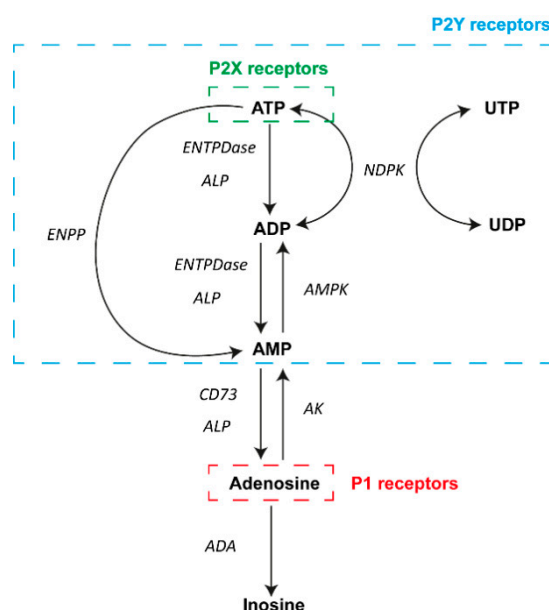 P2Y receptors
P2X receptors
ATP
UTP
ENTPDase
ALP
NDPK
ENPP
ADP
UDP
ENTPDase
ALP
AMPK
AMP
CD73
ALP
AK
Adenosine
P1 receptors
ADA
Inosine